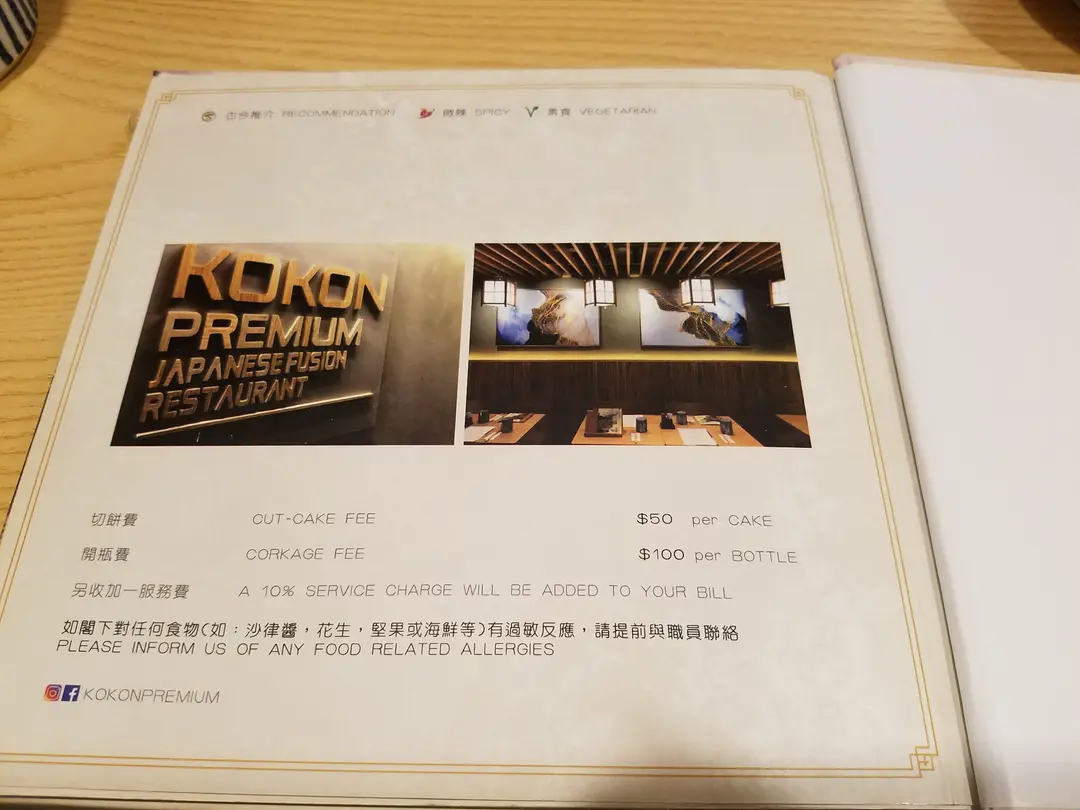 古今推介 RECOMMENDATION 微辣 SPICY 素食 VEGETARIAN
KOKON
PREMIUM
JAPANESE FUSION
RESTAURANT
切餅費 CUT-CAKE FEE $50 per CAKE
開瓶費 CORKAGE FEE $100 per BOTTLE
另收加一服務費 A 10% SERVICE CHARGE WILL BE ADDED TO YOUR BILL
如閣下對任何食物(如：沙律醬，花生，堅果或海鮮等)有過敏反應，請提前與職員聯絡
PLEASE INFORM US OF ANY FOOD RELATED ALLERGIES
KOKONPREMIUM